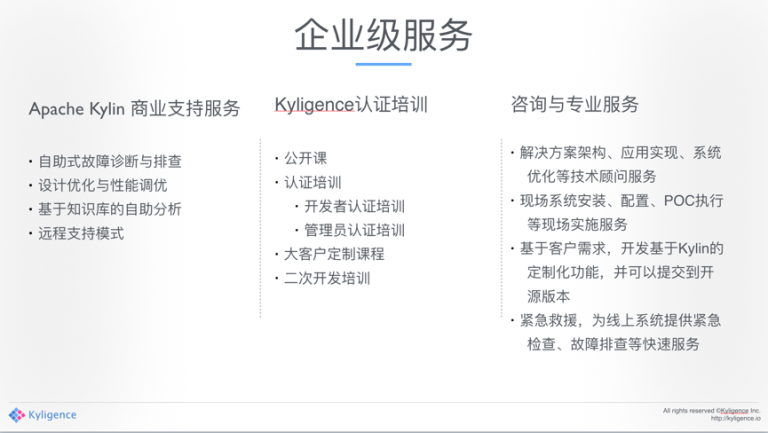 企业级服务
Apache Kylin 商业支持服务
· 自助式故障诊断与排查
· 设计优化与性能调优
· 基于知识库的自助分析
· 远程支持模式
Kyligence认证培训
· 公开课
· 认证培训
· 开发者认证培训
· 管理员认证培训
· 大客户定制课程
· 二次开发培训
咨询与专业服务
· 解决方案架构、应用实现、系统
优化等技术顾问服务
· 现场系统安装、配置、POC执行
等现场实施服务
· 基于客户需求，开发基于Kylin的
定制化功能，并可以提交到开
源版本
· 紧急救援，为线上系统提供紧急
检查、故障排查等快速服务
Kyligence
All rights reserved ©Kyligence Inc.
http://kyligence.io